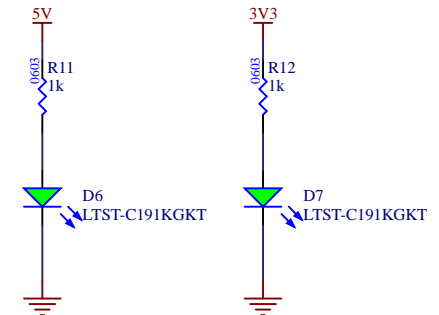 5V
0603
R11
1k
D6
LTST-C191KGKT
3V3
0603
R12
1k
D7
LTST-C191KGKT